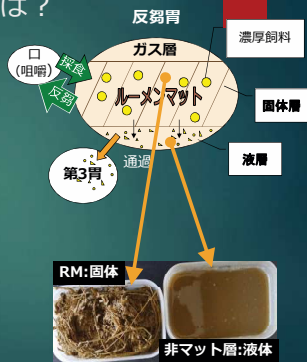 は？
反芻胃
ガス層
濃厚飼料
口
(咀嚼)
採食
反芻
ルーメンマット
固体層
液層
通過
第3胃
RM:固体
非マット層:液体